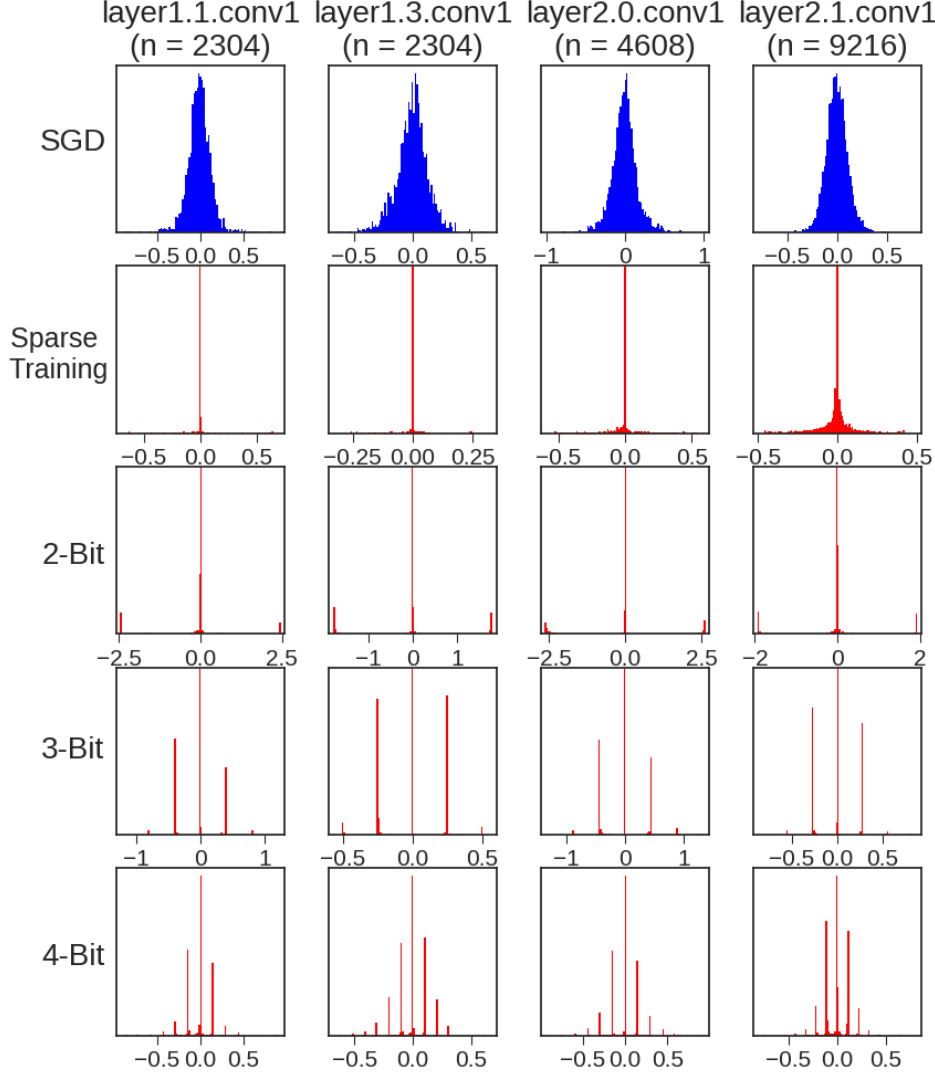 layer1.1.conv1 layer1.3.conv1 layer2.0.conv1 layer2.1.conv1
(n = 2304) (n = 2304) (n = 4608) (n = 9216)
SGD
−0.5 0.0 0.5 −0.5 0.0 0.5 −1 0 1 −0.5 0.0 0.5
Sparse
Training
−0.5 0.0 0.5 −0.25 0.00 0.25 −0.5 0.0 0.5 −0.5 0.0 0.5
2-Bit
−2.5 0.0 2.5 −1 0 1 −2.5 0.0 2.5 −2 0 2
3-Bit
−1 0 1 −0.5 0.0 0.5 −1 0 1 −0.5 0.0 0.5
4-Bit
−0.5 0.0 0.5 −0.5 0.0 0.5 −0.5 0.0 0.5 −0.5 0.0 0.5